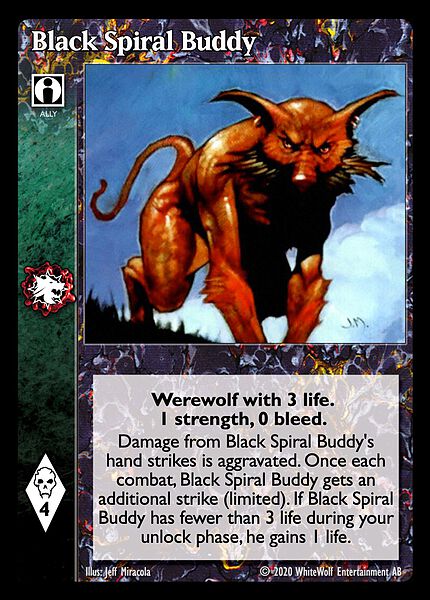 Black Spiral Buddy
ALLY
J.M.
Werewolf with 3 life.
1 strength, 0 bleed.
Damage from Black Spiral Buddy's
hand strikes is aggravated. Once each
combat, Black Spiral Buddy gets an
additional strike (limited). If Black Spiral
Buddy has fewer than 3 life during your
unlock phase, he gains 1 life.
4
Illus: Jeff Miracola © 2020 WhiteWolf Entertainment AB